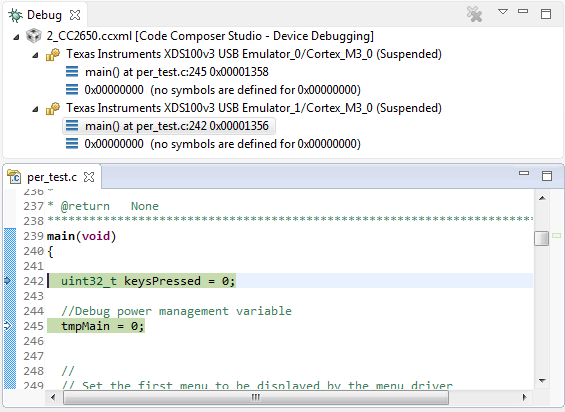 Debug
2_CC2650.ccxml [Code Composer Studio - Device Debugging]
Texas Instruments XDS100v3 USB Emulator_0/Cortex_M3_0 (Suspended)
main() at per_test.c:245 0x00001358
0x00000000 (no symbols are defined for 0x00000000)
Texas Instruments XDS100v3 USB Emulator_1/Cortex_M3_0 (Suspended)
main() at per_test.c:242 0x00001356
0x00000000 (no symbols are defined for 0x00000000)
per_test.c
236 *
237 * @return   None
238 ******************************************************************************
239 main(void)
240 {
241
242   uint32_t keysPressed = 0;
243
244   //Debug power management variable
245   tmpMain = 0;
246
247
248   //
249   // Set the first menu to be displayed by the menu driver